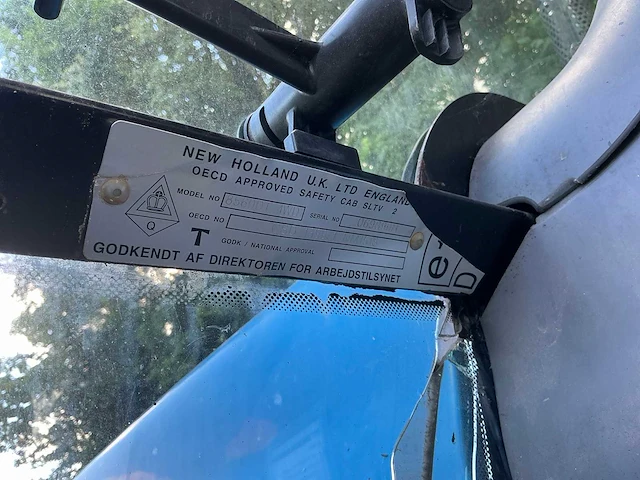 NEW HOLLAND U.K. LTD ENGLAND
OECD APPROVED SAFETY CAB SLTV 2
MODEL NO SERIAL NO
OECD NO
T GODK / NATIONAL APPROVAL
GODKENDT AF DIREKTOREN FOR ARBEJDSTILSYNET
Q
e
D